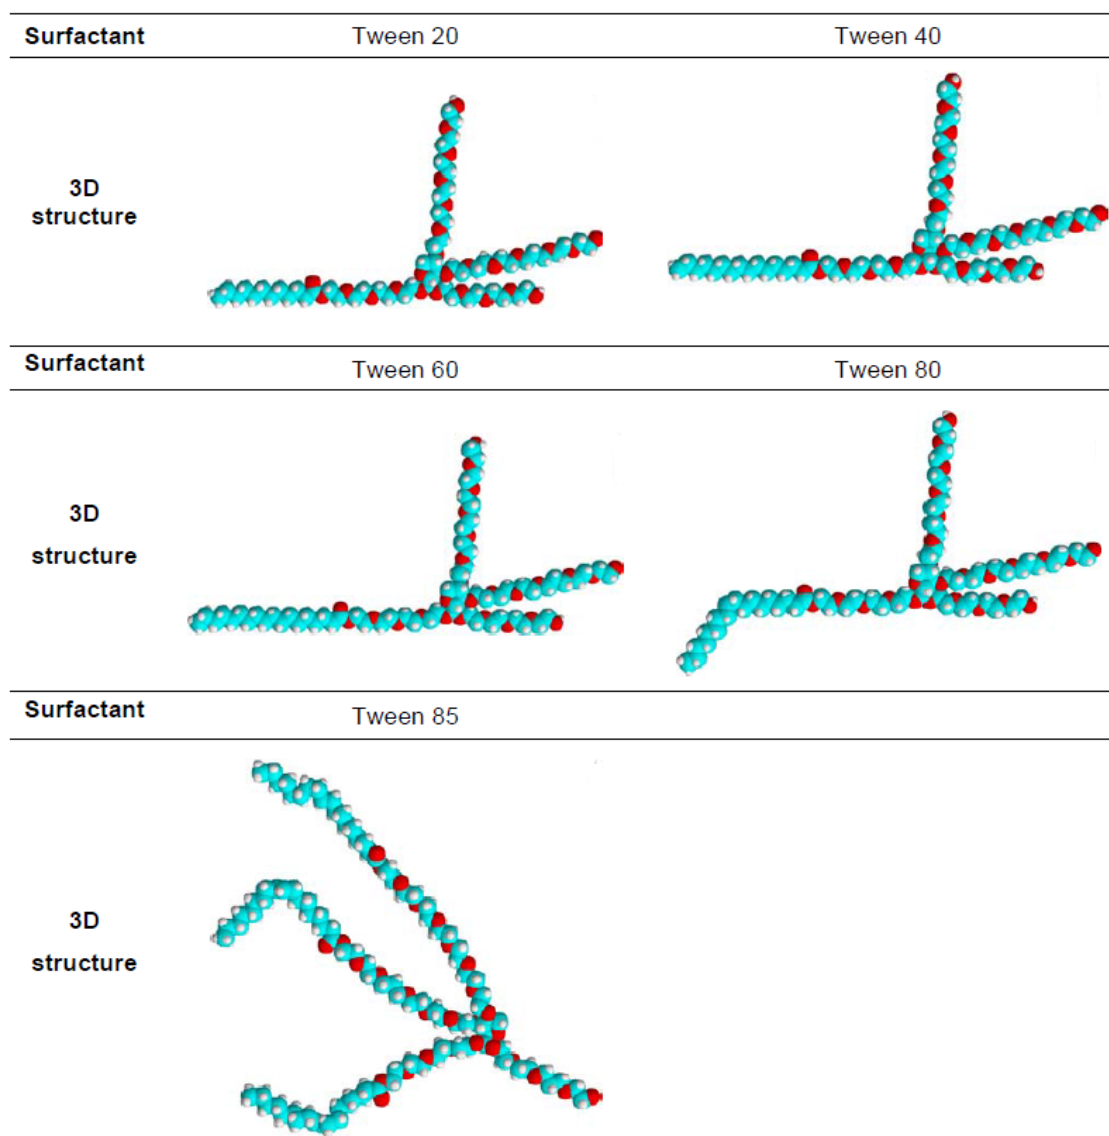 Surfactant Tween 20 Tween 40
3D
structure
Surfactant Tween 60 Tween 80
3D
structure
Surfactant Tween 85
3D
structure